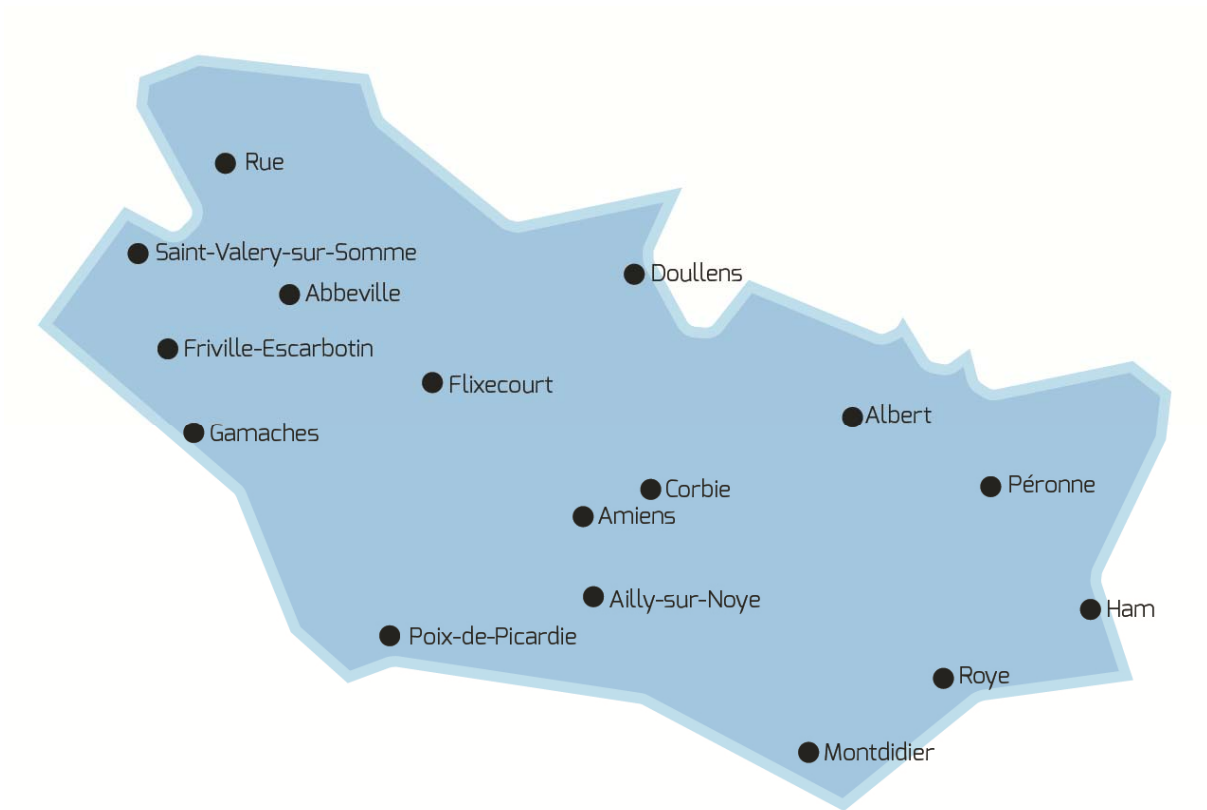 Rue
Saint-Valery-sur-Somme
Doullens
Abbeville
Friville-Escarbotin
Flixecourt
Albert
Gamaches
Péronne
Corbie
Amiens
Ailly-sur-Noye
Ham
Poix-de-Picardie
Roye
Montdidier